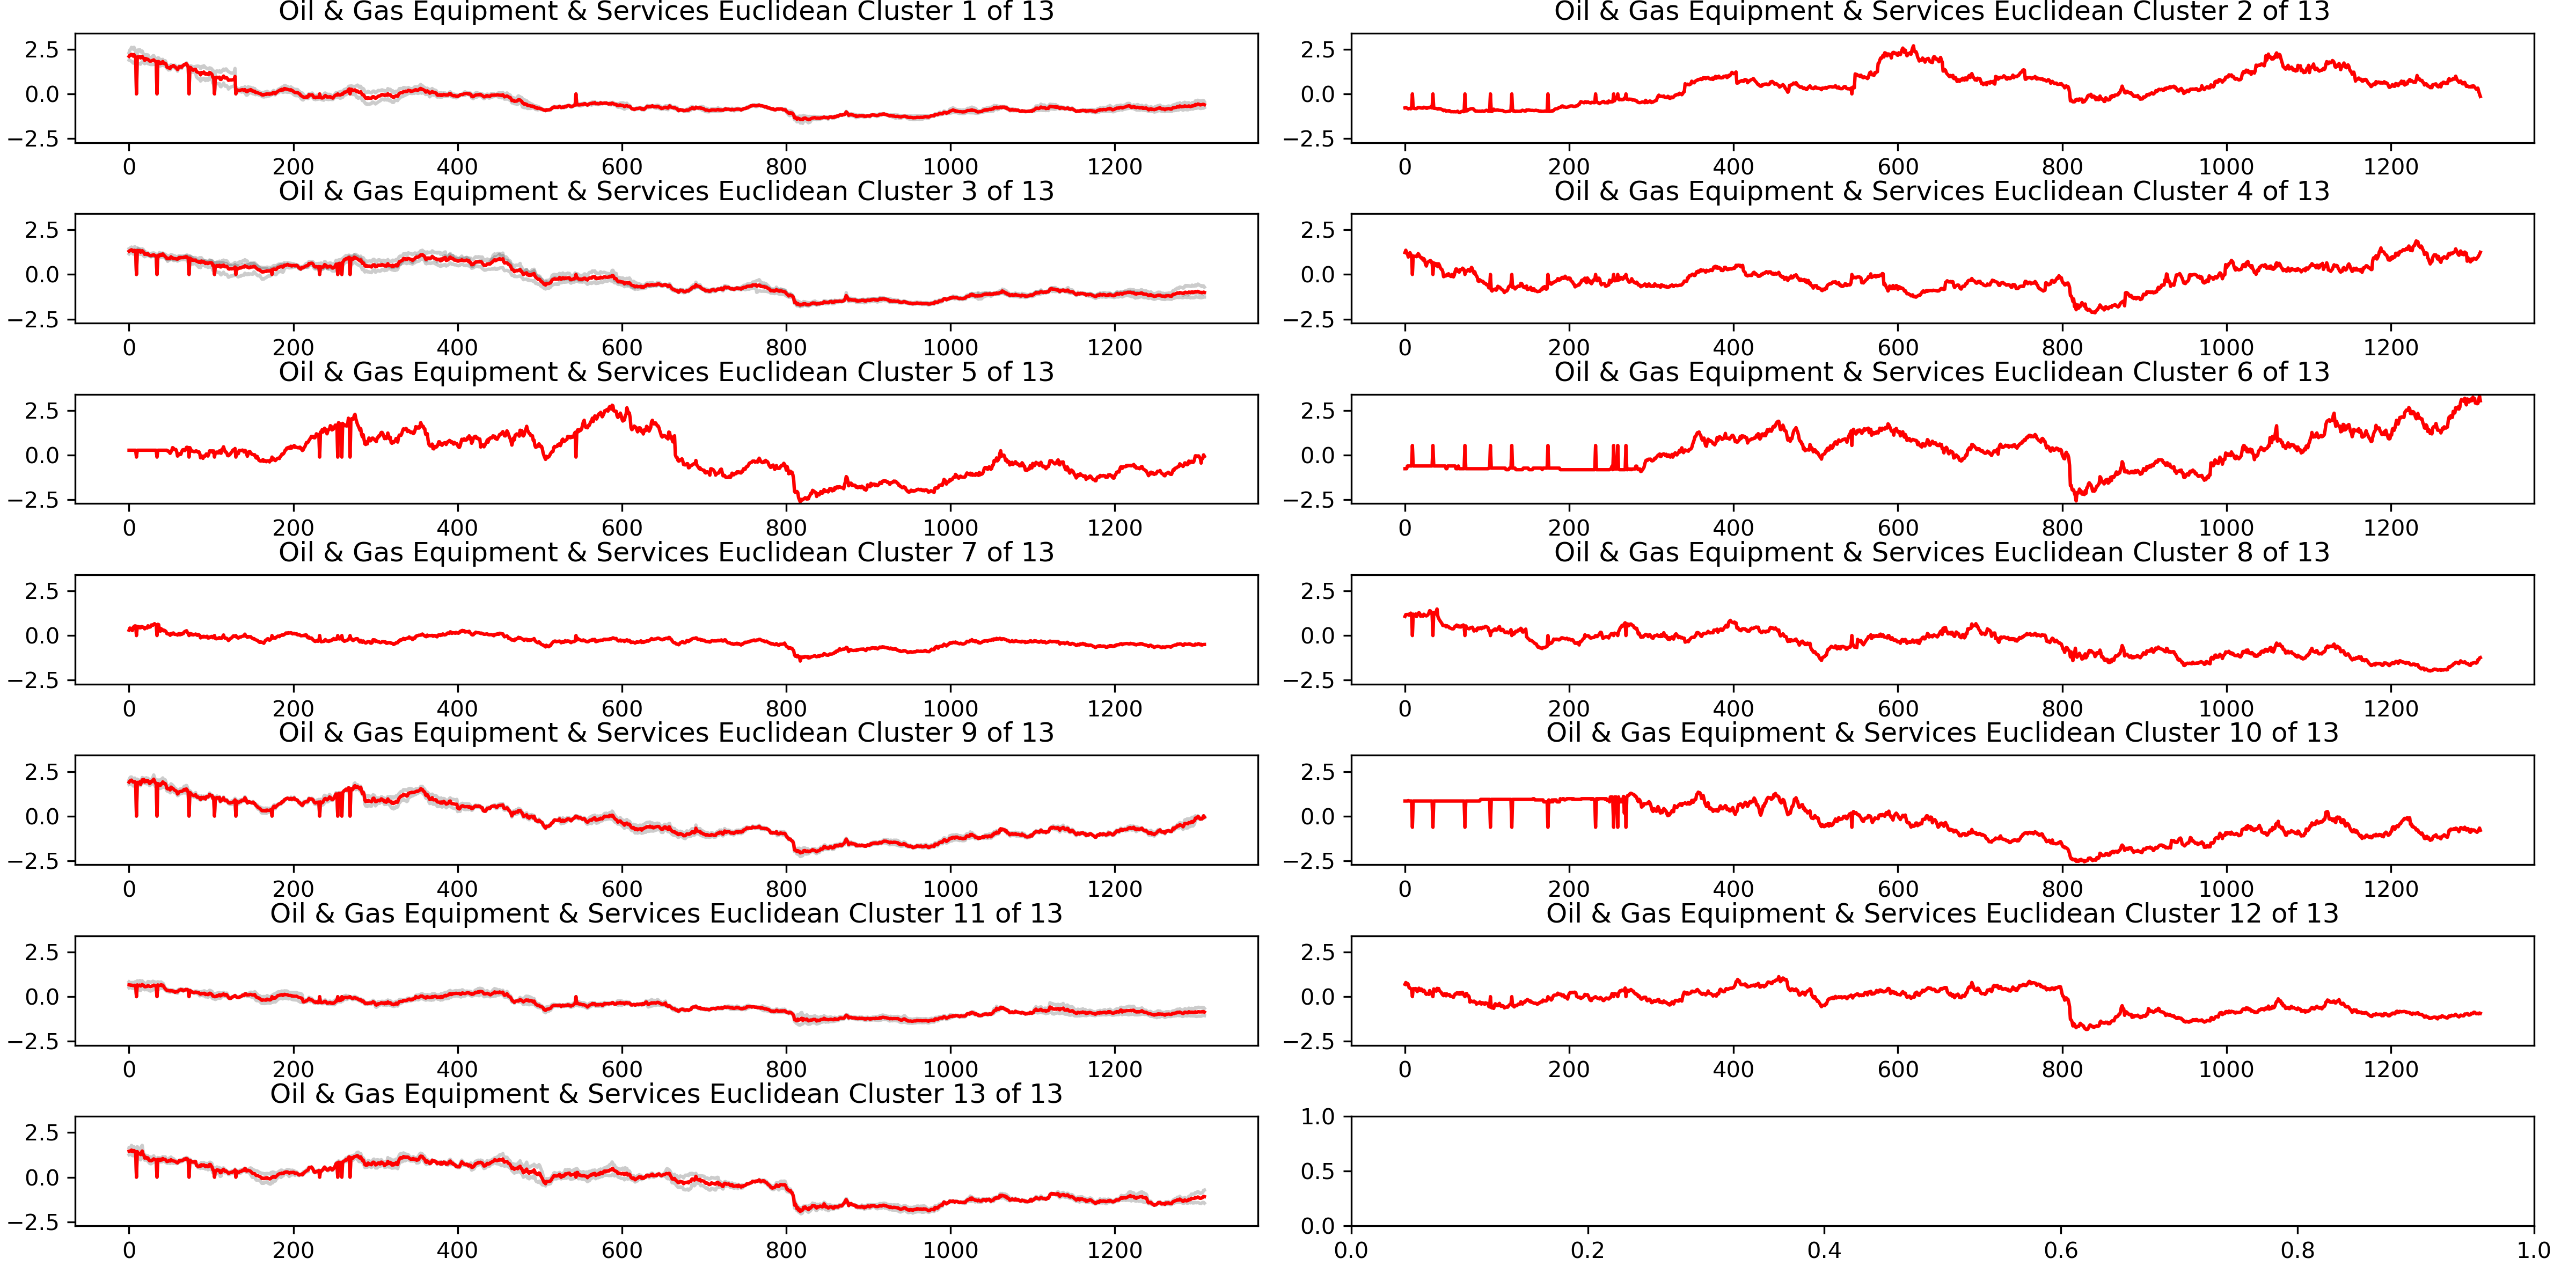 Oil & Gas Equipment & Services Euclidean Cluster 1 of 13
2.5
0.0
−2.5
0 200 400 600 800 1000 1200
Oil & Gas Equipment & Services Euclidean Cluster 2 of 13
2.5
0.0
−2.5
0 200 400 600 800 1000 1200
Oil & Gas Equipment & Services Euclidean Cluster 3 of 13
2.5
0.0
−2.5
0 200 400 600 800 1000 1200
Oil & Gas Equipment & Services Euclidean Cluster 4 of 13
2.5
0.0
−2.5
0 200 400 600 800 1000 1200
Oil & Gas Equipment & Services Euclidean Cluster 5 of 13
2.5
0.0
−2.5
0 200 400 600 800 1000 1200
Oil & Gas Equipment & Services Euclidean Cluster 6 of 13
2.5
0.0
−2.5
0 200 400 600 800 1000 1200
Oil & Gas Equipment & Services Euclidean Cluster 7 of 13
2.5
0.0
−2.5
0 200 400 600 800 1000 1200
Oil & Gas Equipment & Services Euclidean Cluster 8 of 13
2.5
0.0
−2.5
0 200 400 600 800 1000 1200
Oil & Gas Equipment & Services Euclidean Cluster 9 of 13
2.5
0.0
−2.5
0 200 400 600 800 1000 1200
Oil & Gas Equipment & Services Euclidean Cluster 10 of 13
2.5
0.0
−2.5
0 200 400 600 800 1000 1200
Oil & Gas Equipment & Services Euclidean Cluster 11 of 13
2.5
0.0
−2.5
0 200 400 600 800 1000 1200
Oil & Gas Equipment & Services Euclidean Cluster 12 of 13
2.5
0.0
−2.5
0 200 400 600 800 1000 1200
Oil & Gas Equipment & Services Euclidean Cluster 13 of 13
2.5
0.0
−2.5
0 200 400 600 800 1000 1200
1.0
0.5
0.0
0.0 0.2 0.4 0.6 0.8 1.0